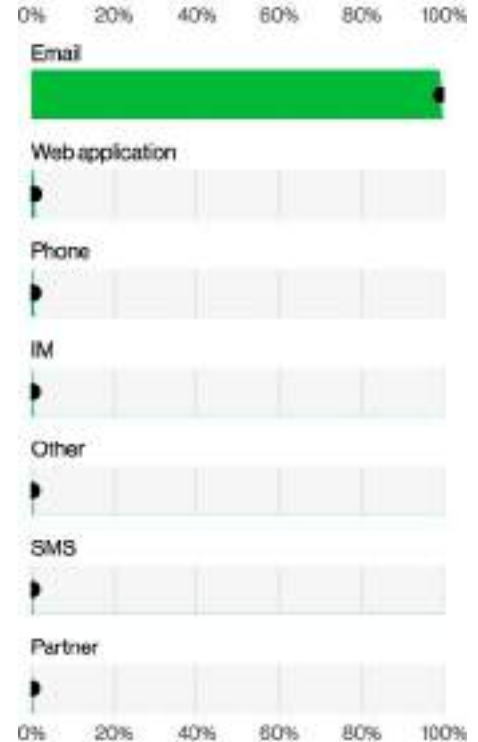 0% 20% 40% 60% 80% 100%
Email
Web application
Phone
IM
Other
SMS
Partner
0% 20% 40% 60% 80% 100%